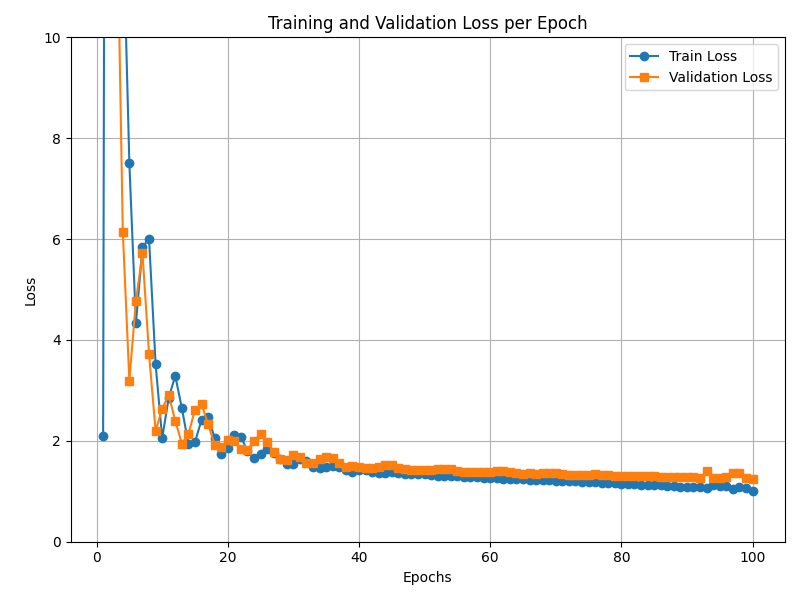 Training and Validation Loss per Epoch
Train Loss
Validation Loss
Loss
10
8
6
4
2
0
0 20 40 60 80 100
Epochs